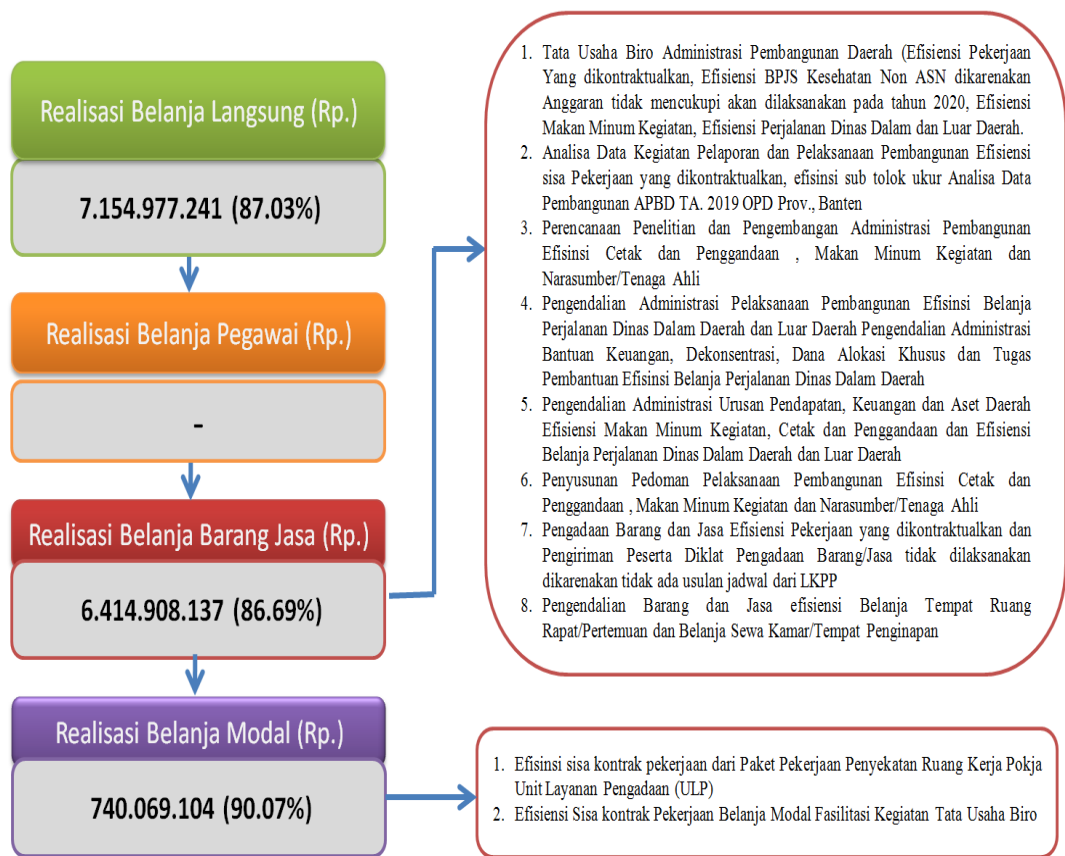 Realisasi Belanja Langsung (Rp.)
7.154.977.241 (87.03%)
Realisasi Belanja Pegawai (Rp.)
-
Realisasi Belanja Barang Jasa (Rp.)
6.414.908.137 (86.69%)
Realisasi Belanja Modal (Rp.)
740.069.104 (90.07%)
1. Tata Usaha Biro Administrasi Pembangunan Daerah (Efisiensi Pekerjaan
Yang dikontraktualkan, Efisiensi BPJS Kesehatan Non ASN dikarenakan
Anggaran tidak mencukupi akan dilaksanakan pada tahun 2020, Efisiensi
Makan Minum Kegiatan, Efisiensi Perjalanan Dinas Dalam dan Luar Daerah.
2. Analisa Data Kegiatan Pelaporan dan Pelaksanaan Pembangunan Efisiensi
sisa Pekerjaan yang dikontraktualkan, efisinsi sub tolok ukur Analisa Data
Pembangunan APBD TA. 2019 OPD Prov., Banten
3. Perencanaan Penelitian dan Pengembangan Administrasi Pembangunan
Efisinsi Cetak dan Penggandaan , Makan Minum Kegiatan dan
Narasumber/Tenaga Ahli
4. Pengendalian Administrasi Pelaksanaan Pembangunan Efisinsi Belanja
Perjalanan Dinas Dalam Daerah dan Luar Daerah Pengendalian Administrasi
Bantuan Keuangan, Dekonsentrasi, Dana Alokasi Khusus dan Tugas
Pembantuan Efisinsi Belanja Perjalanan Dinas Dalam Daerah
5. Pengendalian Administrasi Urusan Pendapatan, Keuangan dan Aset Daerah
Efisiensi Makan Minum Kegiatan, Cetak dan Penggandaan dan Efisiensi
Belanja Perjalanan Dinas Dalam Daerah dan Luar Daerah
6. Penyusunan Pedoman Pelaksanaan Pembangunan Efisinsi Cetak dan
Penggandaan , Makan Minum Kegiatan dan Narasumber/Tenaga Ahli
7. Pengadaan Barang dan Jasa Efisiensi Pekerjaan yang dikontraktualkan dan
Pengiriman Peserta Diklat Pengadaan Barang/Jasa tidak dilaksanakan
dikarenakan tidak ada usulan jadwal dari LKPP
8. Pengendalian Barang dan Jasa efisiensi Belanja Tempat Ruang
Rapat/Pertemuan dan Belanja Sewa Kamar/Tempat Penginapan
1. Efisinsi sisa kontrak pekerjaan dari Paket Pekerjaan Penyekatan Ruang Kerja Pokja
Unit Layanan Pengadaan (ULP)
2. Efisiensi Sisa kontrak Pekerjaan Belanja Modal Fasilitasi Kegiatan Tata Usaha Biro